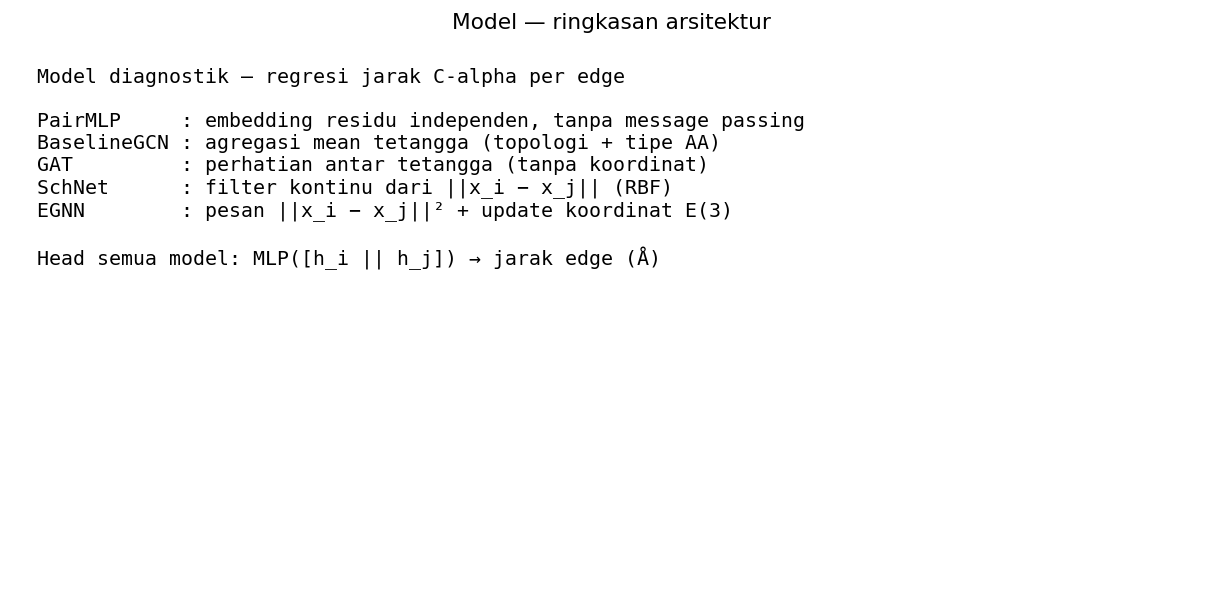 Model — ringkasan arsitektur
Model diagnostik — regresi jarak C-alpha per edge
PairMLP     : embedding residu independen, tanpa message passing
BaselineGCN : agregasi mean tetangga (topologi + tipe AA)
GAT         : perhatian antar tetangga (tanpa koordinat)
SchNet      : filter kontinu dari ||x_i − x_j|| (RBF)
EGNN        : pesan ||x_i − x_j||² + update koordinat E(3)
Head semua model: MLP([h_i || h_j]) → jarak edge (Å)